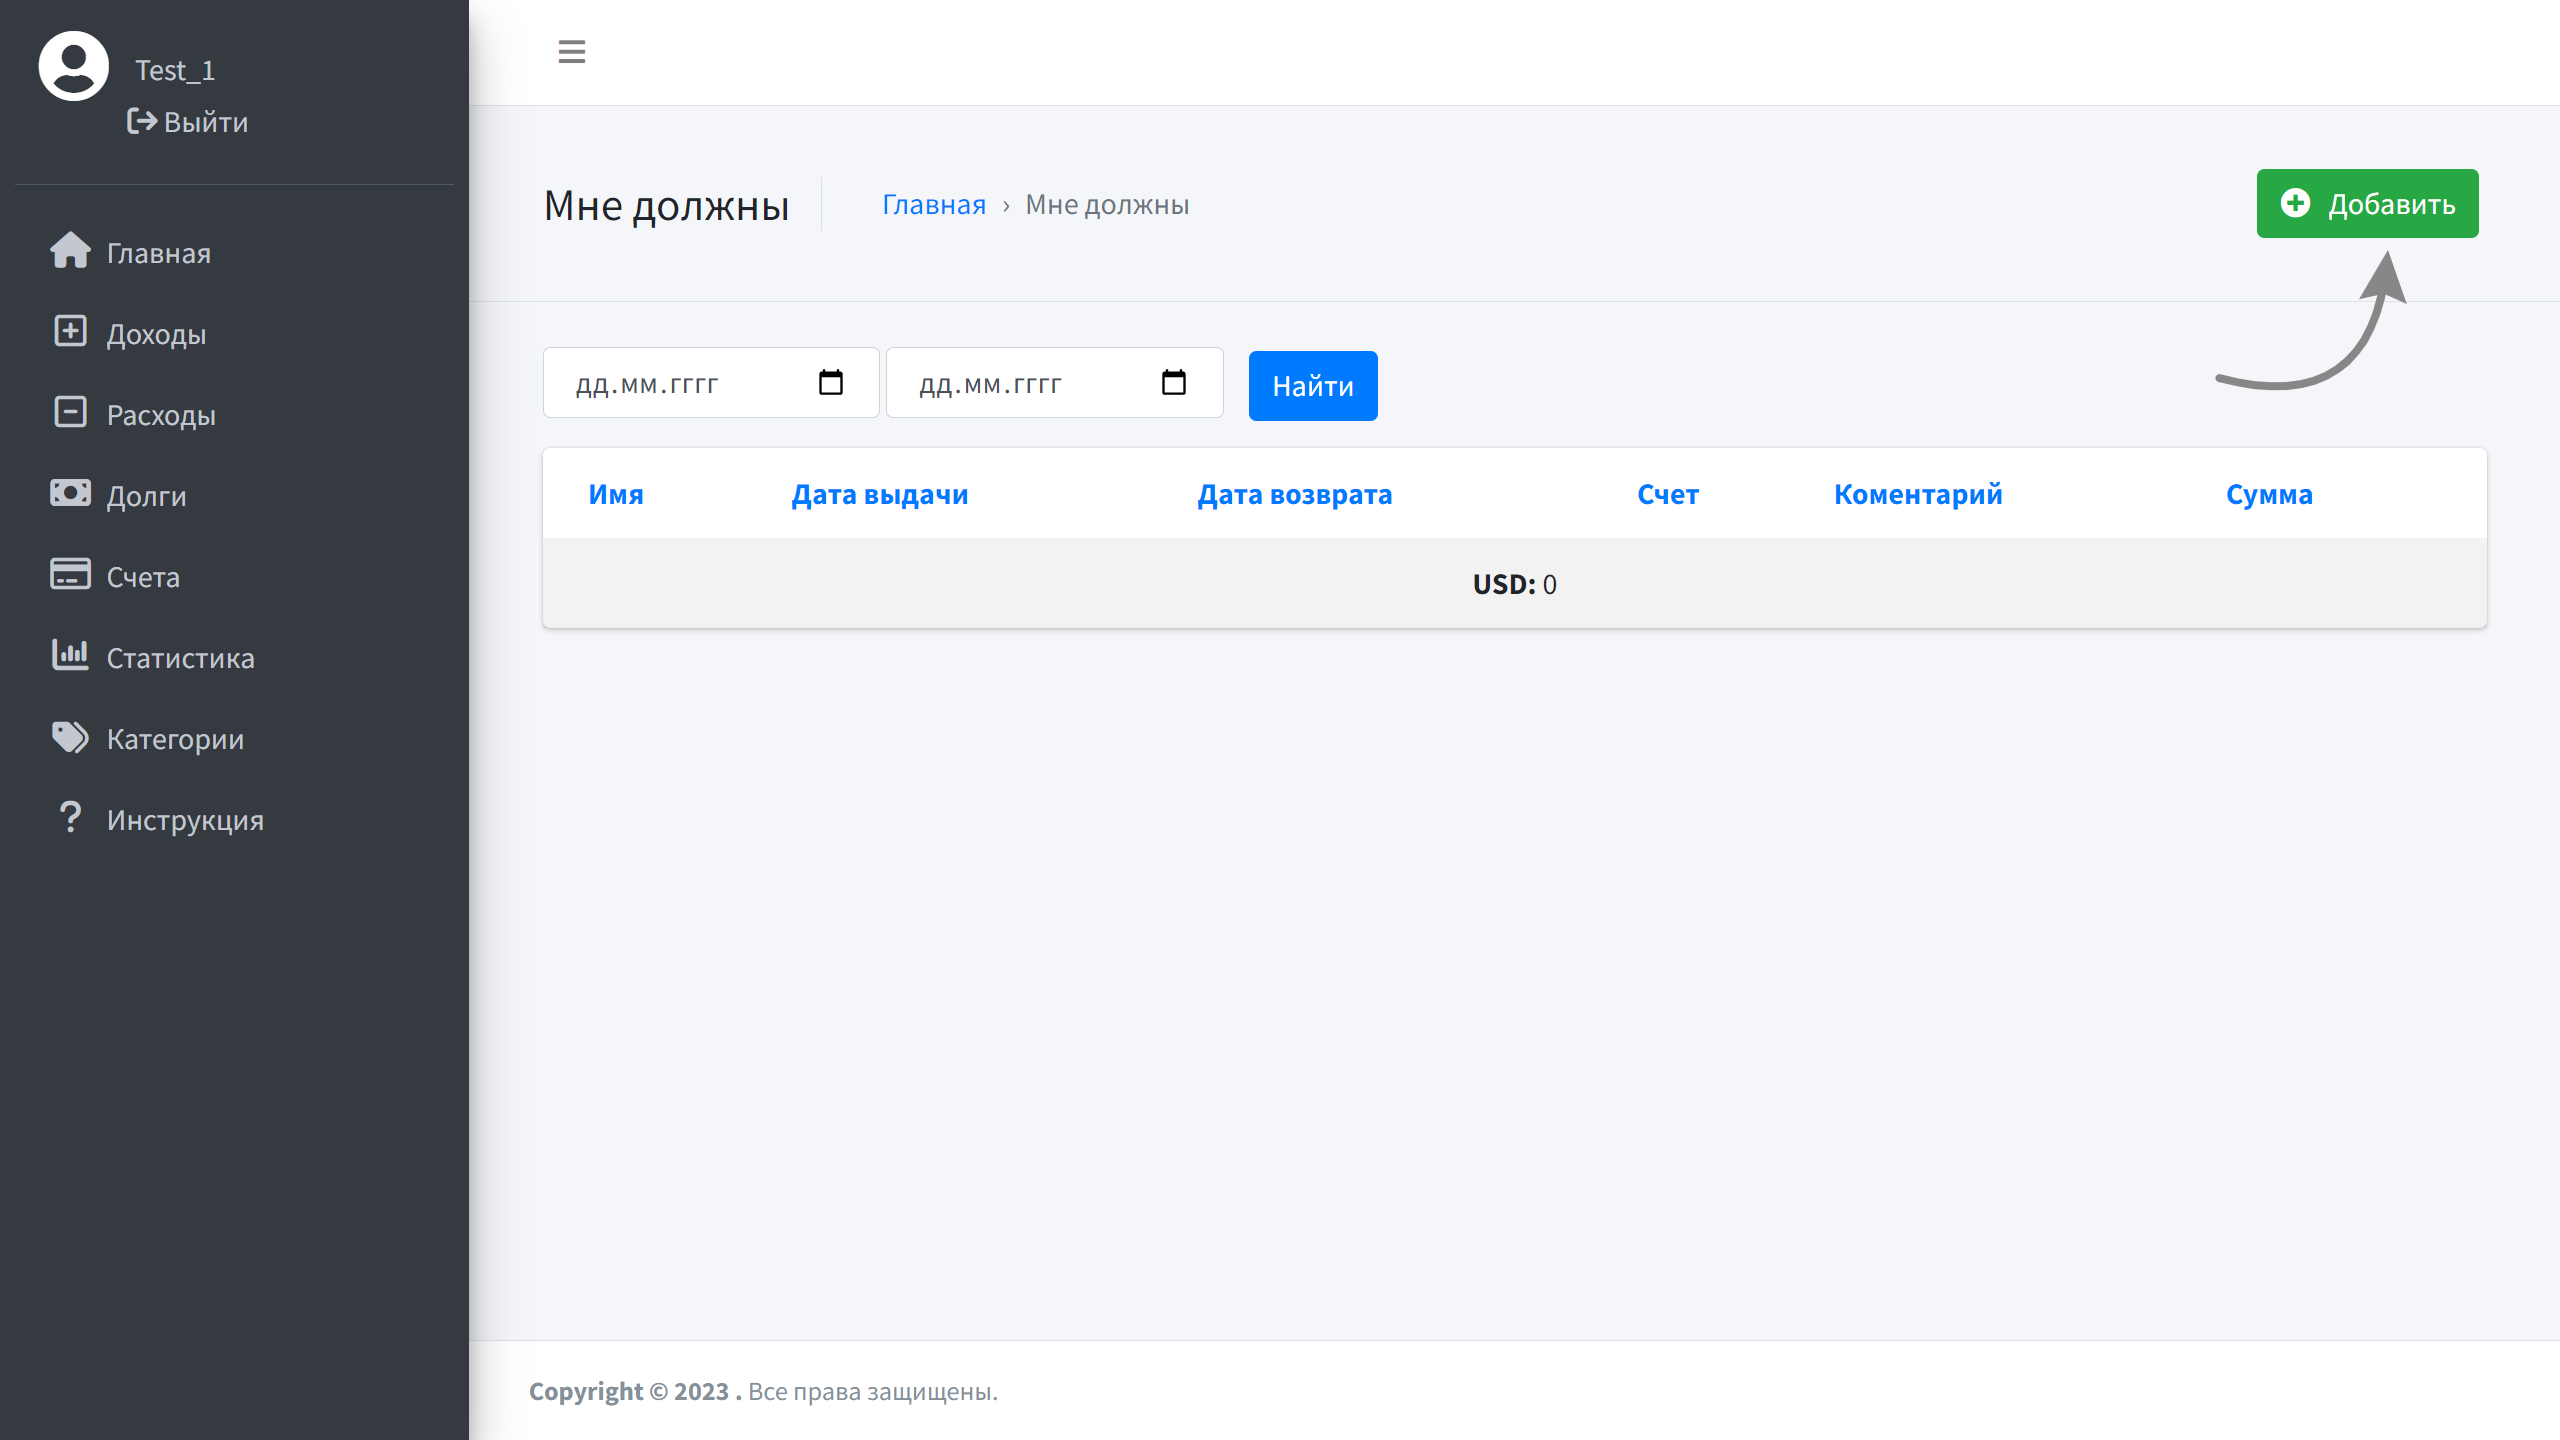 Test_1
Выйти
Главная
Доходы
Расходы
Долги
Счета
Статистика
Категории
Инструкция
Мне должны
Главная › Мне должны
Добавить
дд.мм.гггг
дд.мм.гггг
Найти
Имя Дата выдачи Дата возврата Счет Коментарий Сумма
USD: 0
Copyright © 2023 . Все права защищены.